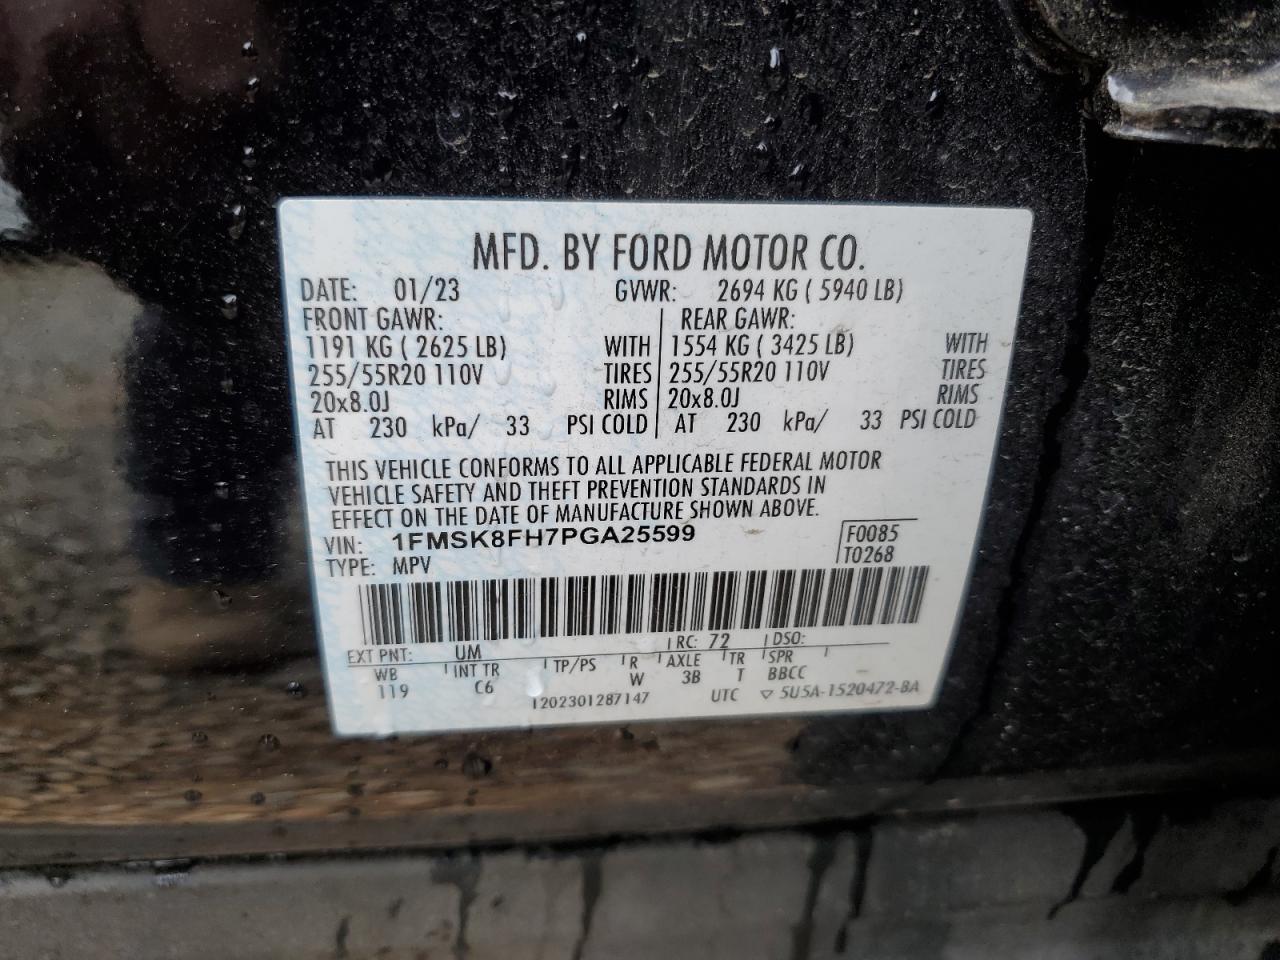 MFD. BY FORD MOTOR CO.
DATE: 01/23 GVWR: 2694 KG ( 5940 LB)
FRONT GAWR: REAR GAWR:
1191 KG ( 2625 LB) WITH 1554 KG ( 3425 LB) WITH
255/55R20 110V TIRES 255/55R20 110V TIRES
20x8.0J RIMS 20x8.0J RIMS
AT 230 kPa/ 33 PSI COLD AT 230 kPa/ 33 PSI COLD
THIS VEHICLE CONFORMS TO ALL APPLICABLE FEDERAL MOTOR
VEHICLE SAFETY AND THEFT PREVENTION STANDARDS IN
EFFECT ON THE DATE OF MANUFACTURE SHOWN ABOVE.
VIN: 1FMSK8FH7PGA25599 F0085
TYPE: MPV T0268
EXT PNT: UM RC: 72 DSO:
WB INT TR TP/PS R AXLE TR SPR
119 C6 W 3B T BBCC
1202301287147 UTC ▽ 5U5A-1520472-BA